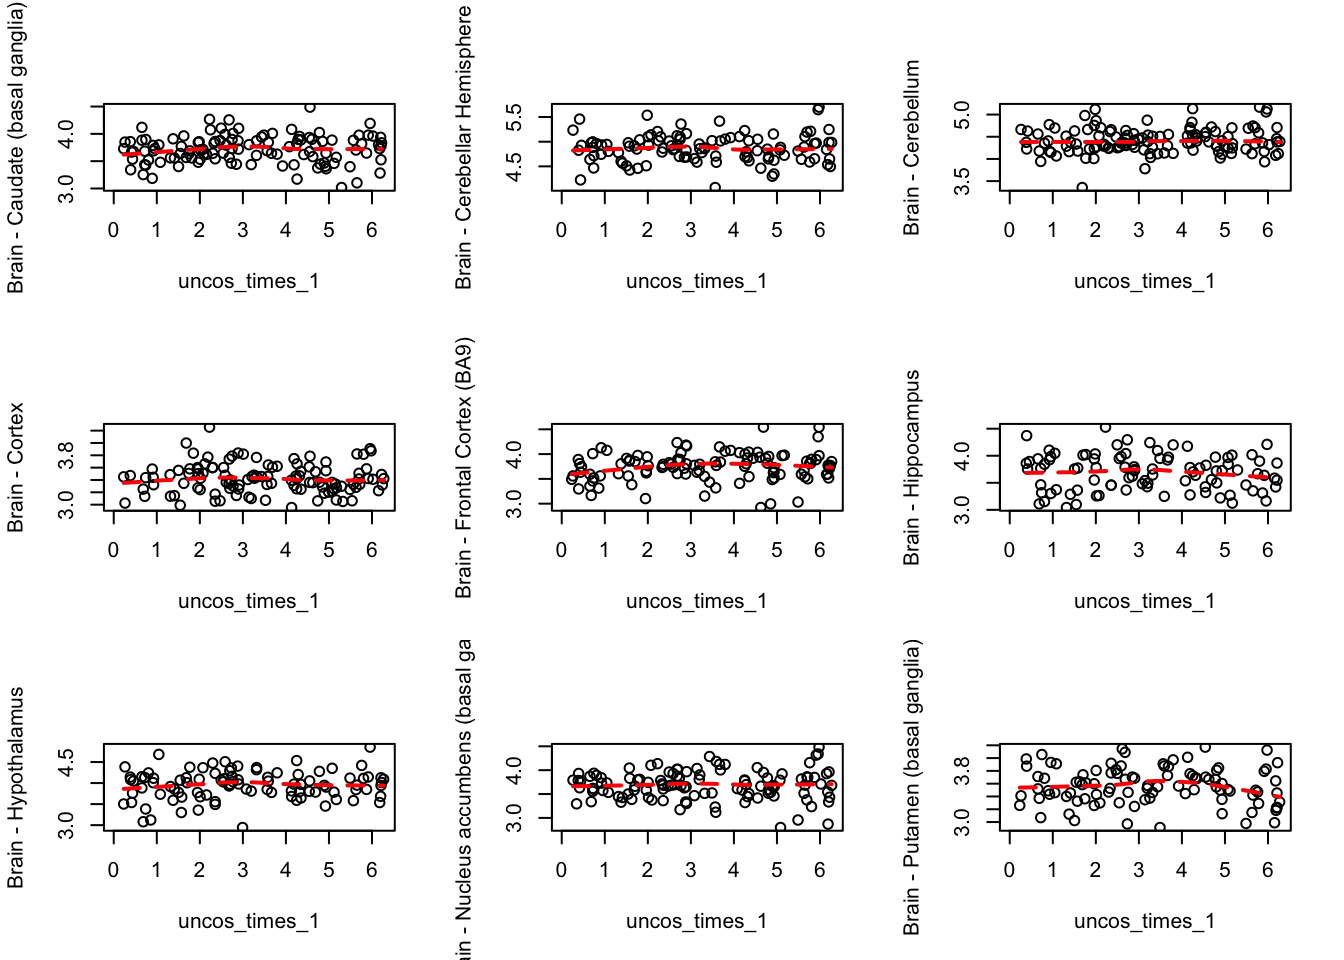 Brain - Caudate (basal ganglia)
3.0 4.0
0 1 2 3 4 5 6
uncos_times_1
Brain - Cerebellar Hemisphere
4.5 5.5
0 1 2 3 4 5 6
uncos_times_1
Brain - Cerebellum
3.5 5.0
0 1 2 3 4 5 6
uncos_times_1
Brain - Cortex
3.0 3.8
0 1 2 3 4 5 6
uncos_times_1
Brain - Frontal Cortex (BA9)
3.0 4.0
0 1 2 3 4 5 6
uncos_times_1
Brain - Hippocampus
3.0 4.0
0 1 2 3 4 5 6
uncos_times_1
Brain - Hypothalamus
3.0 4.5
0 1 2 3 4 5 6
uncos_times_1
ain - Nucleus accumbens (basal ga
3.0 4.0
0 1 2 3 4 5 6
uncos_times_1
Brain - Putamen (basal ganglia)
3.0 3.8
0 1 2 3 4 5 6
uncos_times_1